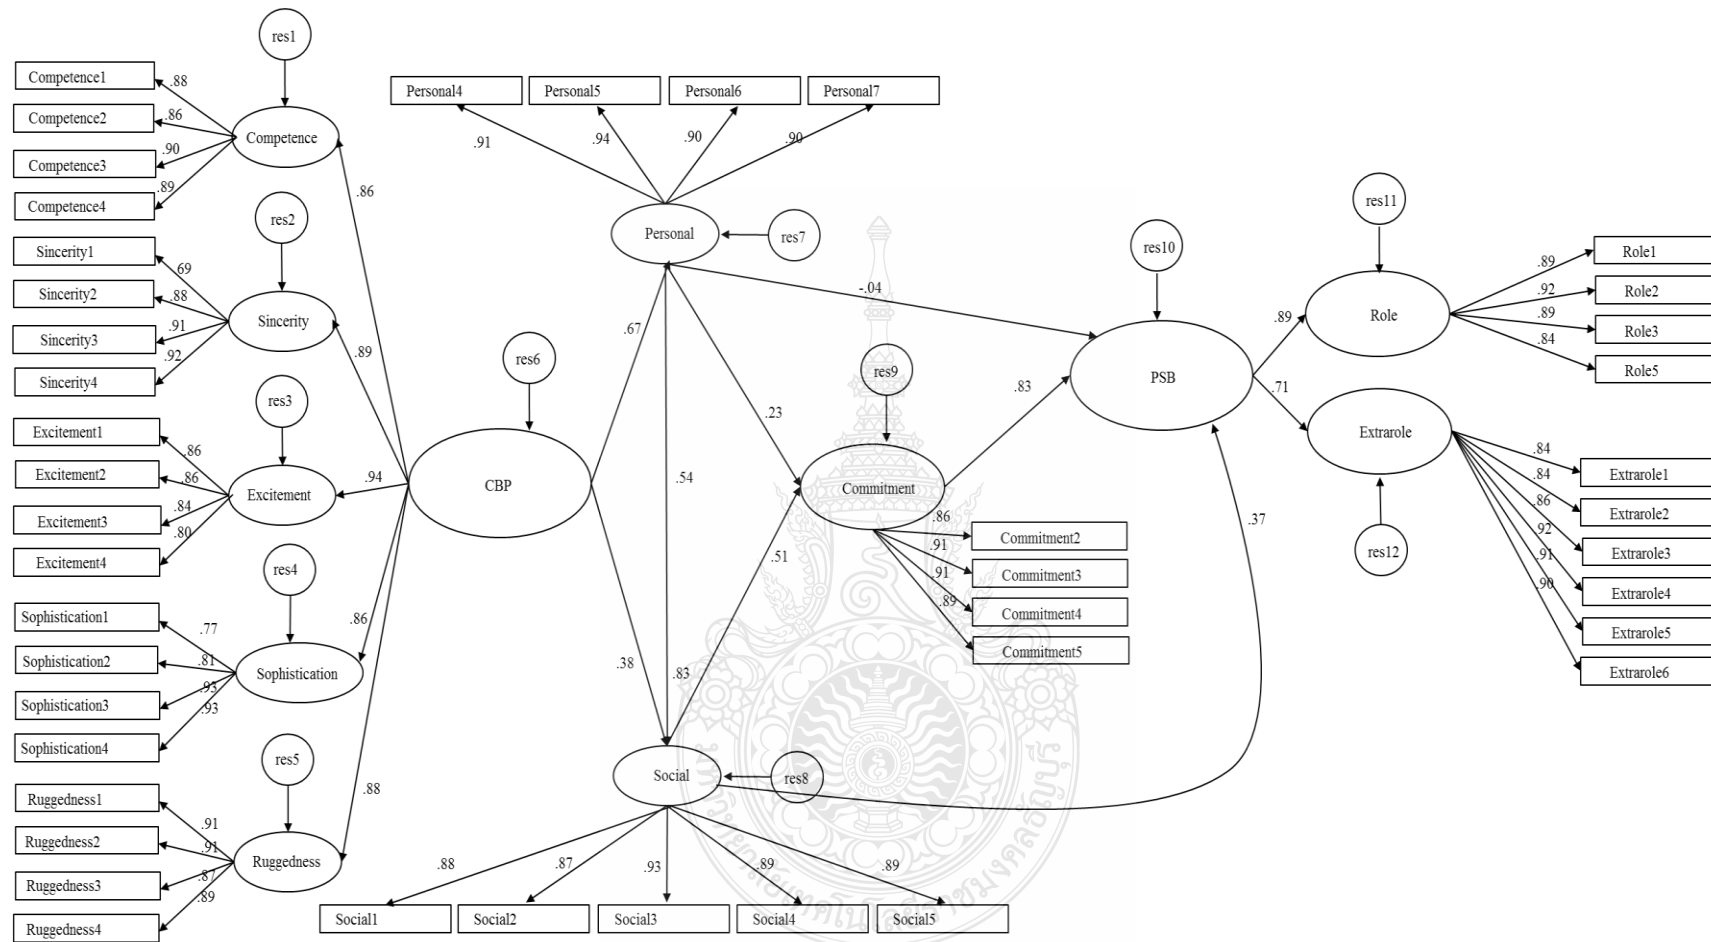 res1
Competence1
.88
Competence2
.86
Competence
Competence3
.90
Competence4
.89
.86
res2
Sincerity1
.69
Sincerity2
.88
Sincerity
Sincerity3
.91
Sincerity4
.92
.89
res3
Excitement1
.86
Excitement2
.86
Excitement
Excitement3
.84
Excitement4
.80
.94
res4
Sophistication1
.77
Sophistication2
.81
Sophistication
Sophistication3
.93
Sophistication4
.93
.86
res5
Ruggedness1
.91
Ruggedness2
.91
Ruggedness
Ruggedness3
.87
Ruggedness4
.89
.88
res6
CBP
Personal4
Personal5
Personal6
Personal7
.91
.94
.90
.90
Personal
res7
-.04
.67
.23
.54
.51
.38
.83
Social
res8
.88
.87
.93
.89
.89
Social1
Social2
Social3
Social4
Social5
res9
Commitment
.83
.86
Commitment2
.91
Commitment3
.91
Commitment4
.89
Commitment5
res10
PSB
.37
.89
.71
res11
Role
.89
Role1
.92
Role2
.89
Role3
.84
Role5
Extrarole
res12
.84
Extrarole1
.84
Extrarole2
.86
Extrarole3
.92
Extrarole4
.91
Extrarole5
.90
Extrarole6